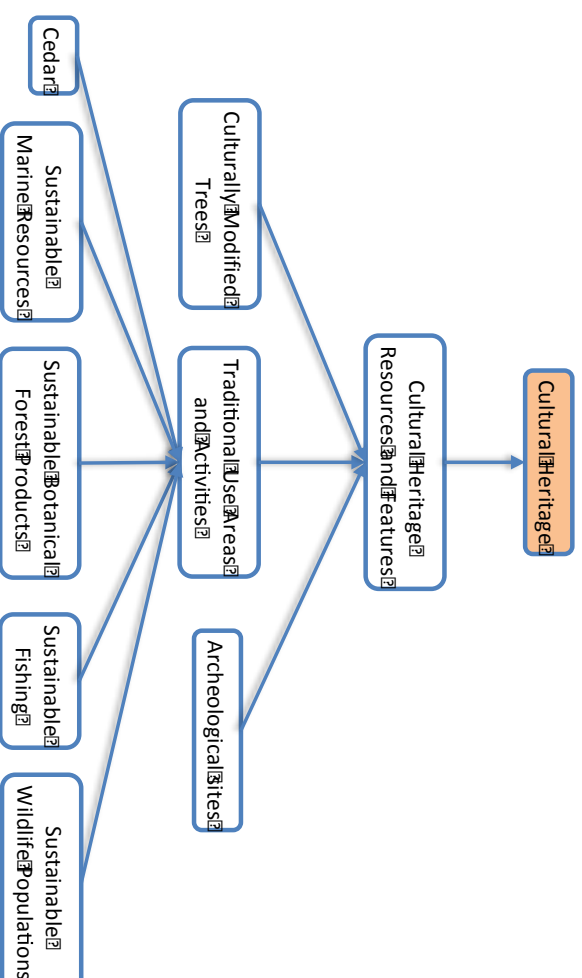 Cultural Heritage
Cultural Heritage
Resources and Features
Culturally Modified
Trees
Traditional Use Areas
and Activities
Archeological sites
Cedar
Sustainable
Marine Resources
Sustainable Botanical
Forest Products
Sustainable
Fishing
Sustainable
Wildlife Populations